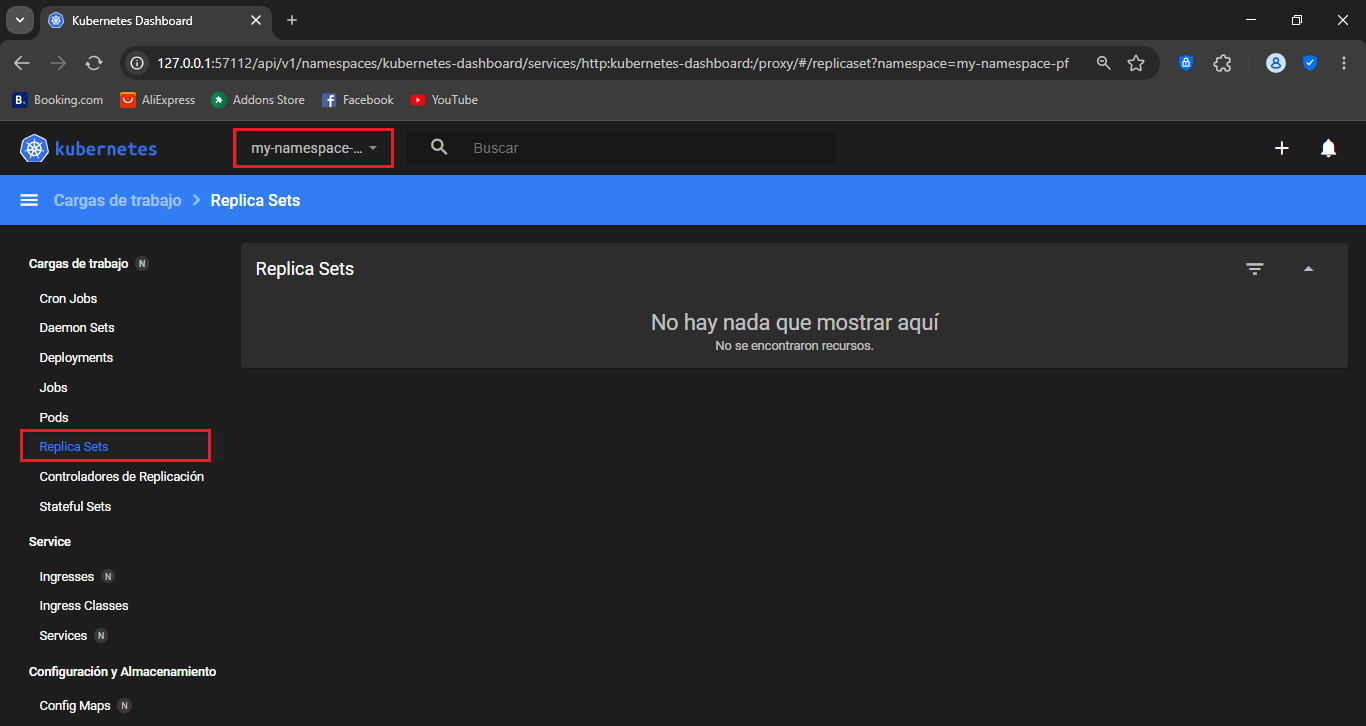 Kubernetes Dashboard
127.0.0.1:57112/api/v1/namespaces/kubernetes-dashboard/services/http:kubernetes-dashboard:/proxy/#/replicaset?namespace=my-namespace-pf
B. Booking.com AliExpress Addons Store Facebook YouTube
kubernetes my-namespace-... Buscar
Cargas de trabajo > Replica Sets
Cargas de trabajo N
Replica Sets
Cron Jobs
No hay nada que mostrar aquí
Daemon Sets
No se encontraron recursos.
Deployments
Jobs
Pods
Replica Sets
Controladores de Replicación
Stateful Sets
Service
Ingresses N
Ingress Classes
Services N
Configuración y Almacenamiento
Config Maps N